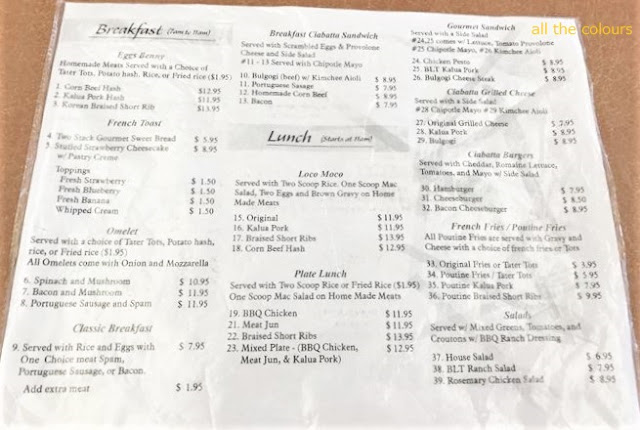 all the colours
Breakfast (7am to 11am)
Eggs Benny
Homemade Meats Served with a Choice of
Tater Tots, Potato hash, Rice, or Fried rice ($1.95)
1. Corn Beef Hash $12.95
2. Kalua Pork Hash $11.95
3. Korean Braised Short Rib $13.95
French Toast
4. Two Stack Gourmet Sweet Bread $ 5.95
5. Stuffed Strawberry Cheesecake $ 8.95
w/Pastry Creme
Toppings
Fresh Strawberry $ 1.50
Fresh Blueberry $ 1.50
Fresh Banana $ 1.50
Whipped Cream $ 1.50
Omelet
Served with a choice of Tater Tots, Potato hash,
rice, or Fried rice ($1.95)
All Omelets come with Onion and Mozzarella
6. Spinach and Mushroom $ 10.95
7. Bacon and Mushroom $ 11.95
8. Portuguese Sausage and Spam $ 11.95
Classic Breakfast
9. Served with Rice and Eggs with $ 7.95
One Choice meat Spam,
Portuguese Sausage, or Bacon.
Add extra meat $ 1.95
Breakfast Ciabatta Sandwich
Served with Scrambled Eggs & Provolone
Cheese and Side Salad
#11 - 13 Served with Chipotle Mayo
10. Bulgogi (beef) w/ Kimchee Aioli $ 8.95
11. Portuguese Sasage $ 7.95
12. Homemade Corn Beef $ 8.95
13. Bacon $ 7.95
Lunch (Starts at 11am)
Loco Moco
Served with Two Scoop Rice, One Scoop Mac
Salad, Two Eggs and Brown Gravy on Home
Made Meats
15. Original $ 11.95
16. Kalua Pork $ 11.95
17. Braised Short Ribs $ 13.95
18. Corn Beef Hash $ 12.95
Plate Lunch
Served with Two Scoop Rice or Fried Rice ($1.95)
One Scoop Mac Salad on Home Made Meats
19. BBQ Chicken $ 11.95
21. Meat Jun $ 11.95
22. Braised Short Ribs $ 13.95
23. Mixed Plate - (BBQ Chicken, $ 12.95
Meat Jun, & Kalua Pork)
Gourmet Sandwich
Served with a Side Salad
#24,25 comes w/ Lettuce, Tomato Provolone
#25 Chipotle Mayo, #26 Kimchee Aioli
24. Chicken Pesto $ 8.95
25. BLT Kalua Pork $ 8.95
26. Bulgogi Cheese Steak $ 8.95
Ciabatta Grilled Cheese
Served with a Side Salad
#28 Chipotle Mayo #29 Kimchee Aioli
27. Original Grilled Cheese $ 7.95
28. Kalua Pork $ 8.95
29. Bulgogi $ 8.95
Ciabatta Burgers
Served with Cheddar, Romaine Lettuce,
Tomatoes, and Mayo w/ Side Salad
30. Hamburger $ 7.95
31. Cheeseburger $ 8.50
32. Bacon Cheeseburger $ 8.95
French Fries / Poutine Fries
All Poutine Fries are served with Gravy and
Cheese with a choice of french fries or Tots
33. Original Fries or Tater Tots $ 3.95
34. Poutine Fries / Tater Tots $ 5.95
35. Poutine Kalua Pork $ 7.95
36. Poutine Braised Short Ribs $ 9.95
Salads
Served w/ Mixed Greens, Tomatoes, and
Croutons w/ BBQ Ranch Dressing
37. House Salad $ 6.95
38. BLT Ranch Salad $ 7.95
39. Rosemary Chicken Salad $ 8.95